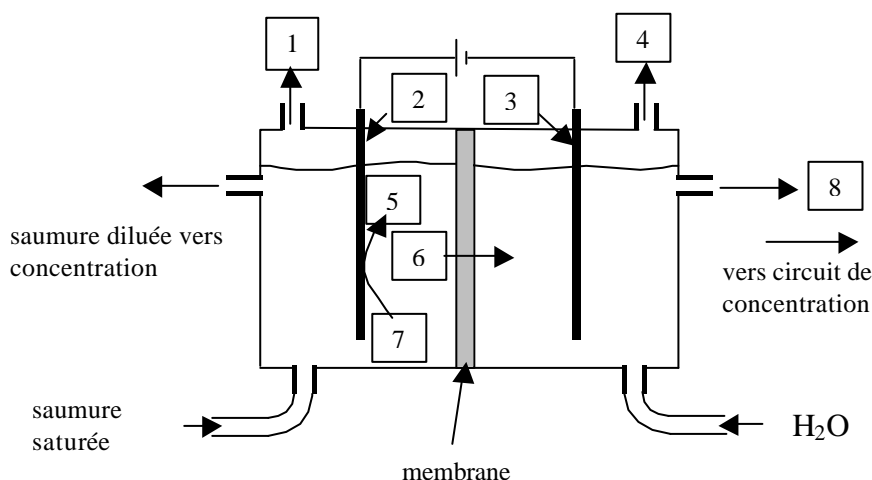 1
4
2
3
5
8
saumure diluée vers
concentration
6
vers circuit de
concentration
7
saumure
saturée
H₂O
membrane